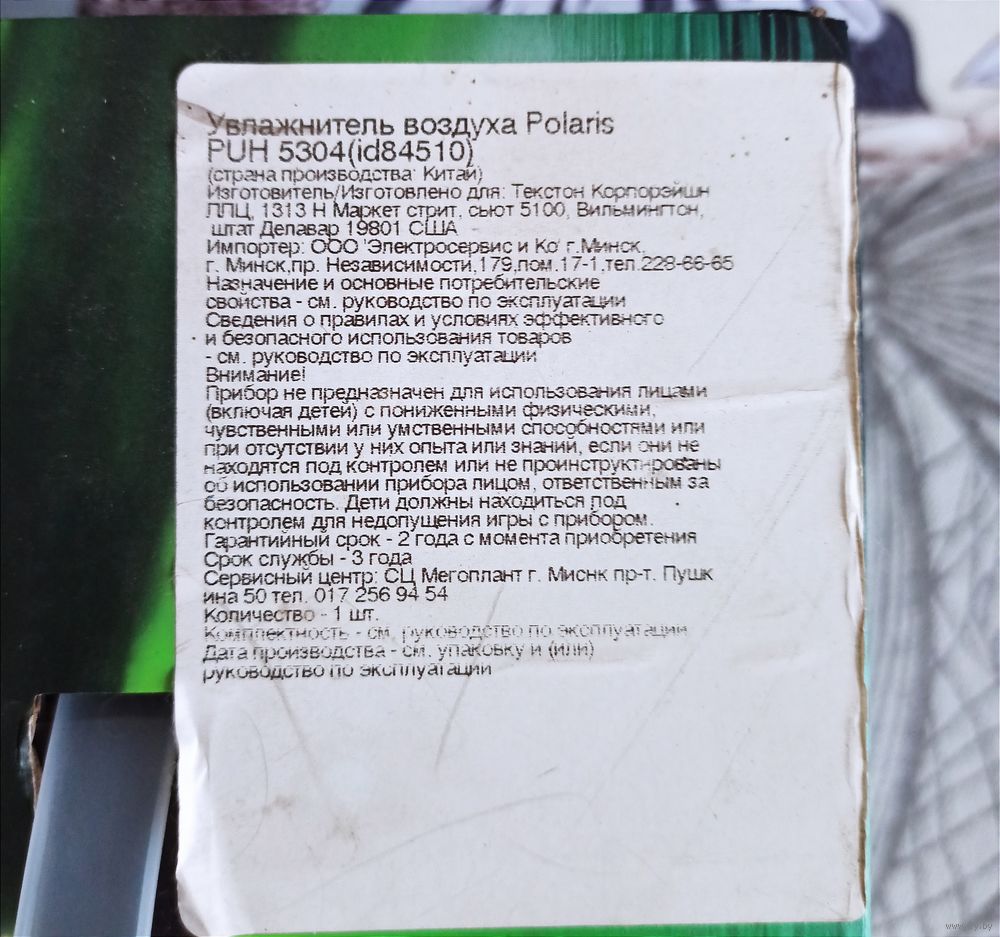 Увлажнитель воздуха Polaris
PUH 5304(id84510)
(страна производства: Китай)
Изготовитель/Изготовлено для: Текстон Корпорэйшн
ЛЛЦ, 1313 Н Маркет стрит, сьют 5100, Вильмингтон,
штат Делавар 19801 США
Импортер: ООО 'Электросервис и Ко' г.Минск,
г. Минск,пр. Независимости,179,пом.17-1,тел.228-66-65
Назначение и основные потребительские
свойства - см. руководство по эксплуатации
Сведения о правилах и условиях эффективного
и безопасного использования товаров
- см. руководство по эксплуатации
Внимание!
Прибор не предназначен для использования лицами
(включая детей) с пониженными физическими,
чувственными или умственными способностями или
при отсутствии у них опыта или знаний, если они не
находятся под контролем или не проинструктированы
об использовании прибора лицом, ответственным за
безопасность. Дети должны находиться под
контролем для недопущения игры с прибором.
Гарантийный срок - 2 года с момента приобретения
Срок службы - 3 года
Сервисный центр: СЦ Мегоплант г. Миснк пр-т. Пушк
ина 50 тел. 017 256 94 54
Количество - 1 шт.
Комплектность - см. руководство по эксплуатации
Дата производства - см. упаковку и (или)
руководство по эксплуатации